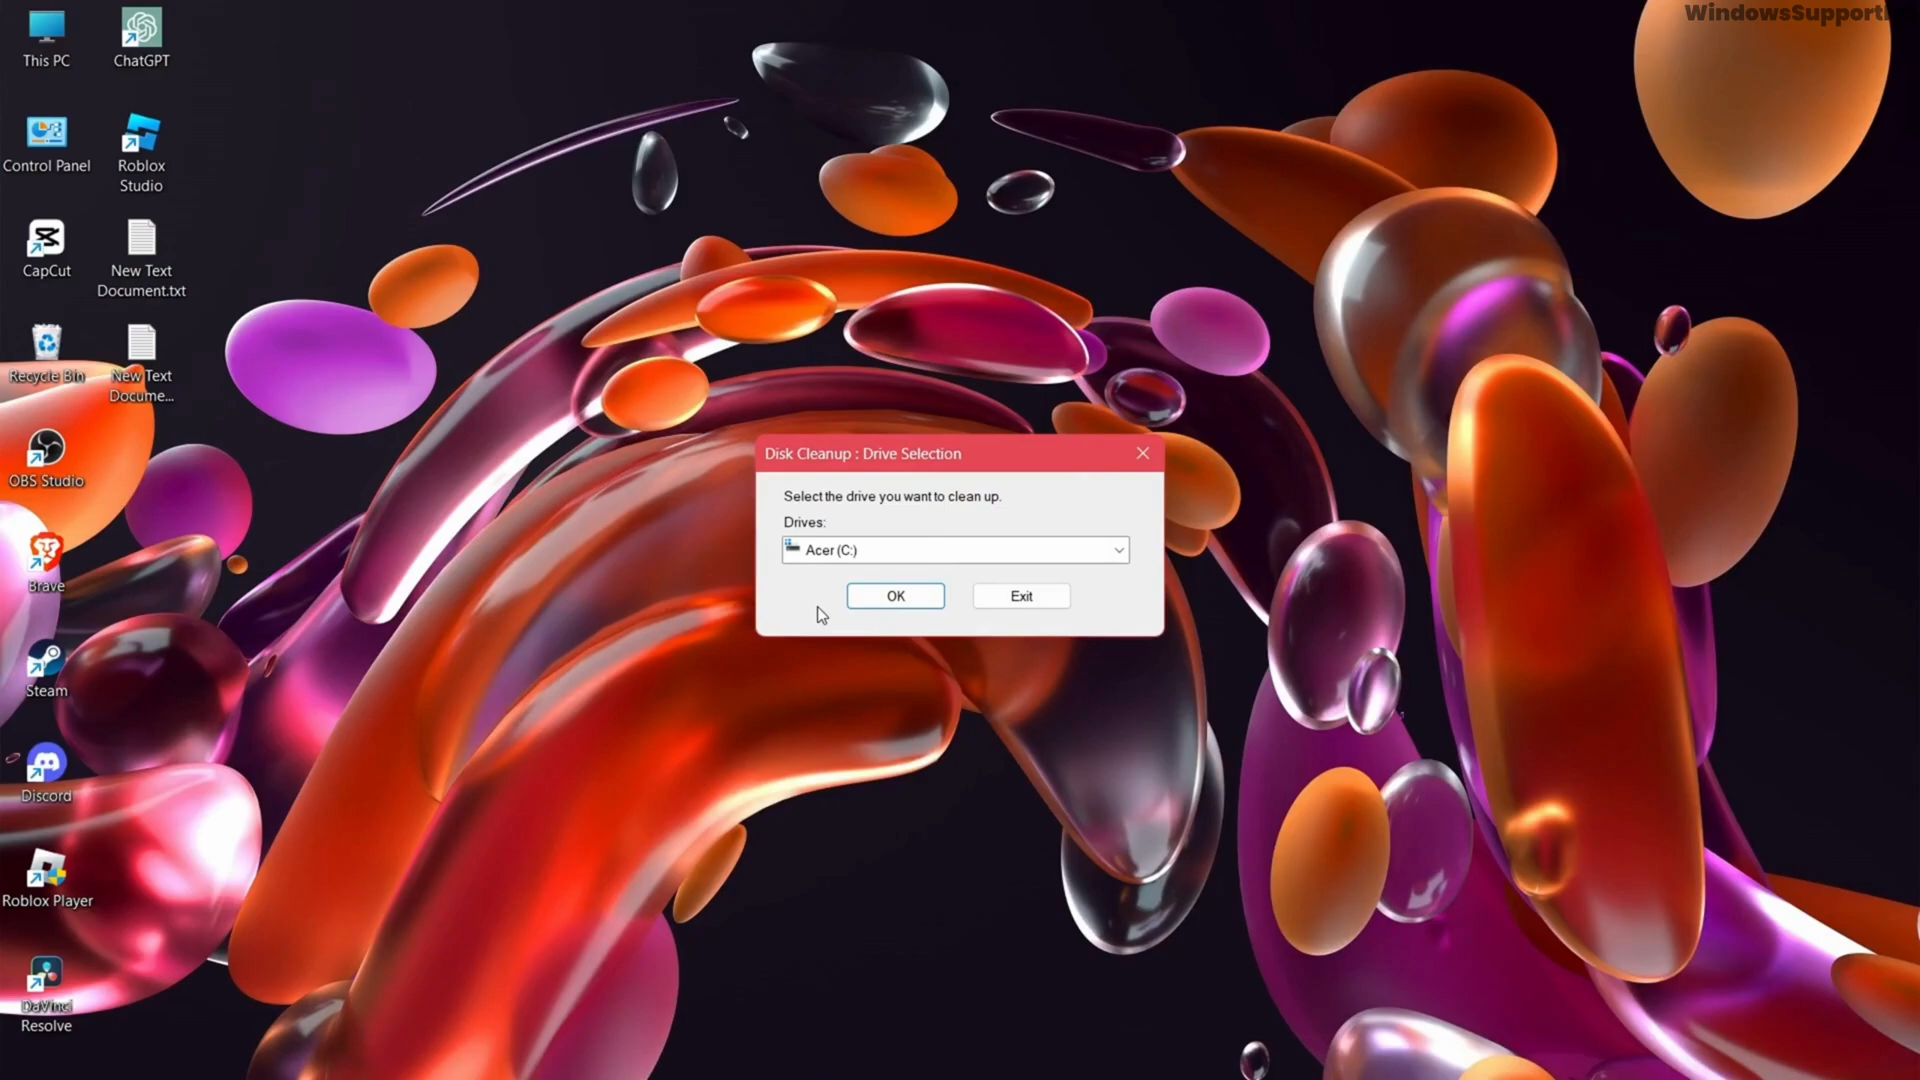 WindowsSupport
This PC
ChatGPT
Control Panel
Roblox
Studio
CapCut
New Text
Document.txt
Recycle Bin
New Text
Docume...
OBS Studio
Brave
Steam
Discord
Roblox Player
DaVinci
Resolve
Disk Cleanup : Drive Selection
Select the drive you want to clean up.
Drives:
Acer (C:)
OK
Exit